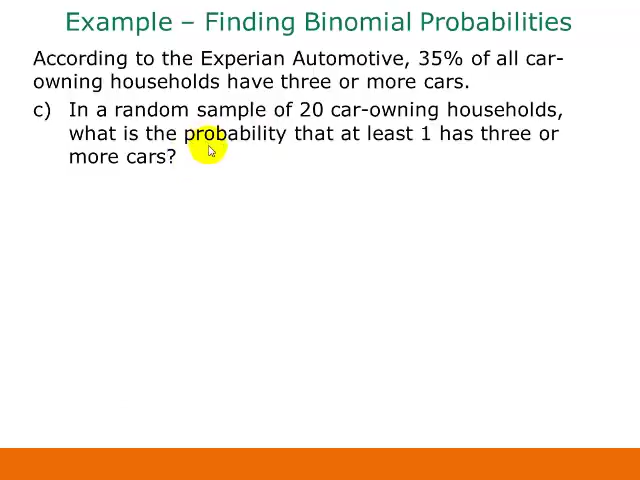 Example – Finding Binomial Probabilities
According to the Experian Automotive, 35% of all car-
owning households have three or more cars.
c) In a random sample of 20 car-owning households,
what is the probability that at least 1 has three or
more cars?